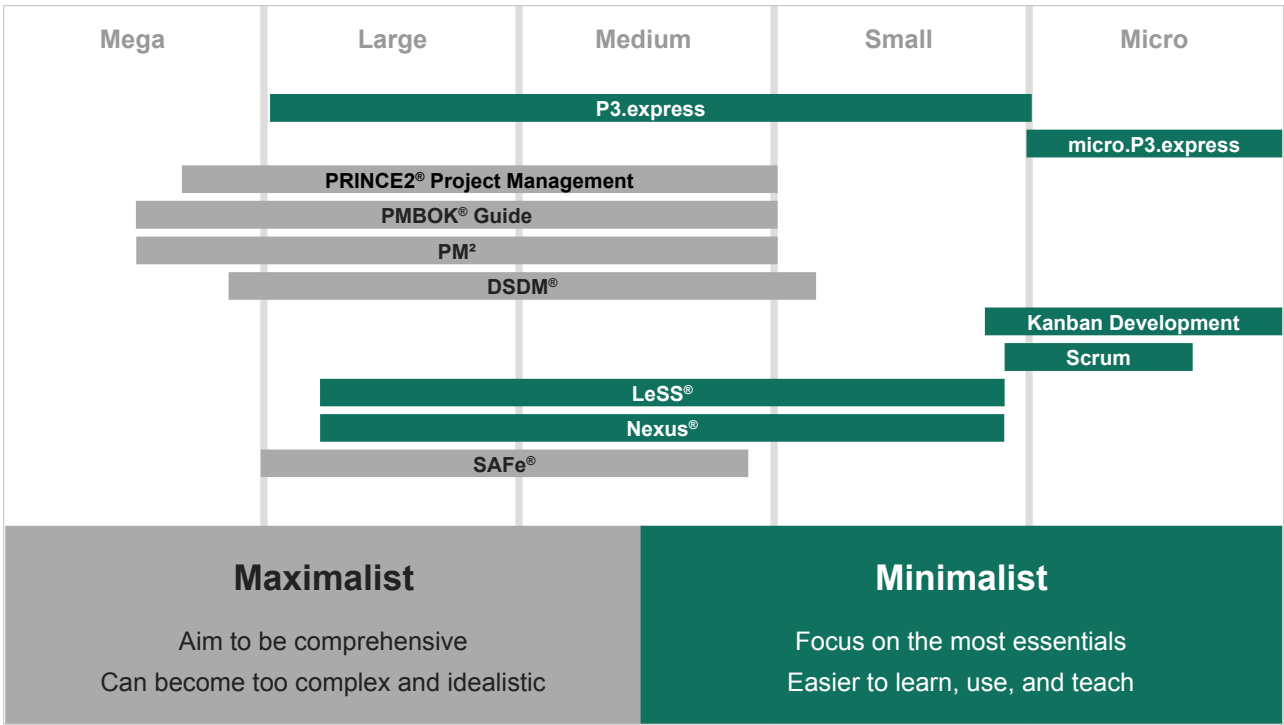 Mega Large Medium Small Micro
P3.express
micro.P3.express
PRINCE2® Project Management
PMBOK® Guide
PM²
DSDM®
Kanban Development
Scrum
LeSS®
Nexus®
SAFe®
Maximalist
Aim to be comprehensive
Can become too complex and idealistic
Minimalist
Focus on the most essentials
Easier to learn, use, and teach